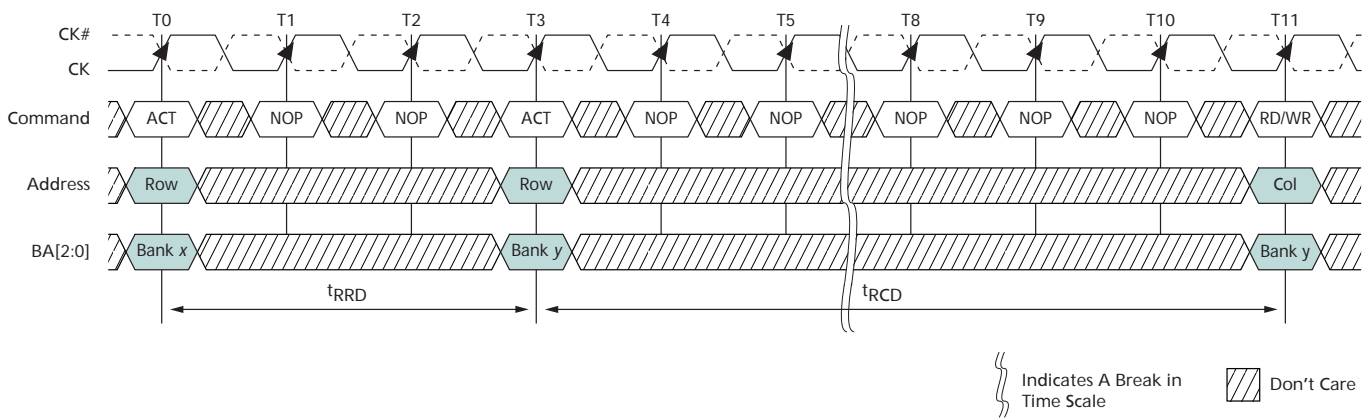 T0 T1 T2 T3 T4 T5 T8 T9 T10 T11
CK#
CK
Command ACT NOP NOP ACT NOP NOP NOP NOP NOP RD/WR
Address Row Row Col
BA[2:0] Bank x Bank y Bank y
tRRD tRCD
Indicates A Break in
Time Scale
Don't Care